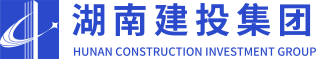 湖南建投集团
HUNAN CONSTRUCTION INVESTMENT GROUP